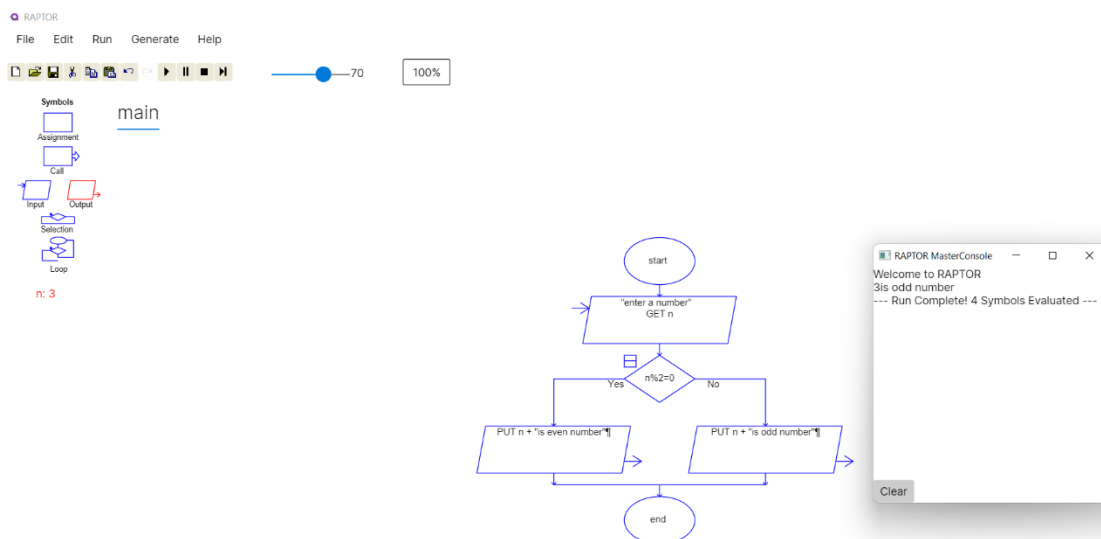 RAPTOR
File Edit Run Generate Help
70 100%
Symbols
Assignment
Call
Input Output
Selection
Loop
n: 3
main
start
"enter a number"
GET n
n%2=0
Yes No
PUT n + "is even number"¶
PUT n + "is odd number"¶
end
RAPTOR MasterConsole
Welcome to RAPTOR
3is odd number
--- Run Complete! 4 Symbols Evaluated ---
Clear